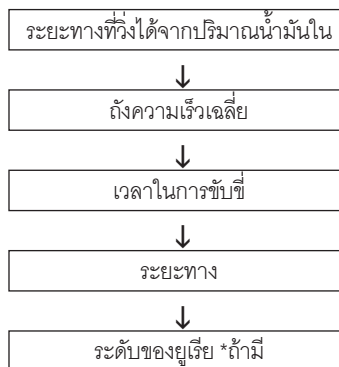 ระยะทางที่วิ่งได้จากปริมาณน้ำมันใน
ถังความเร็วเฉลี่ย
เวลาในการขับขี่
ระยะทาง
ระดับของยูเรีย *ถ้ามี